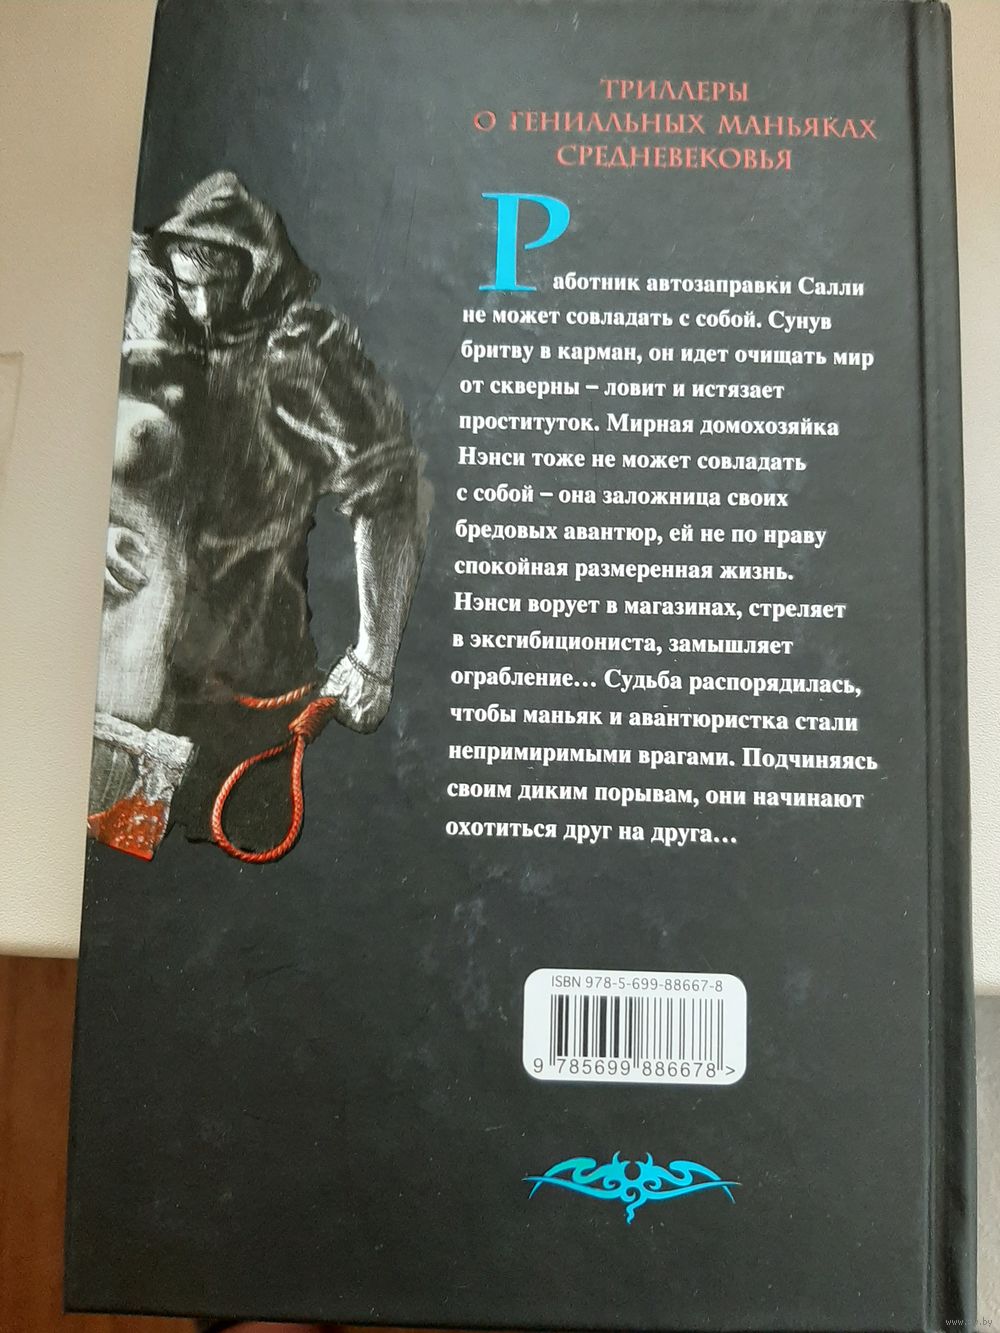 ТРИЛЛЕРЫ
О ГЕНИАЛЬНЫХ МАНЬЯКАХ
СРЕДНЕВЕКОВЬЯ
Работник автозаправки Салли
не может совладать с собой. Сунув
бритву в карман, он идет очищать мир
от скверны – ловит и истязает
проституток. Мирная домохозяйка
Нэнси тоже не может совладать
с собой – она заложница своих
бредовых авантюр, ей не по нраву
спокойная размеренная жизнь.
Нэнси ворует в магазинах, стреляет
в эксгибициониста, замышляет
ограбление... Судьба распорядилась,
чтобы маньяк и авантюристка стали
непримиримыми врагами. Подчиняясь
своим диким порывам, они начинают
охотиться друг на друга...
ISBN 978-5-699-88667-8
9 785699 886678 >